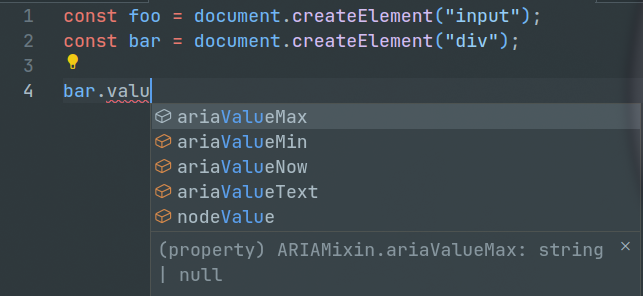 1 const foo = document.createElement("input");
2 const bar = document.createElement("div");
3
4 bar.valu
ariaValueMax
ariaValueMin
ariaValueNow
ariaValueText
nodeValue
(property) ARIAMixin.ariaValueMax: string ×
| null